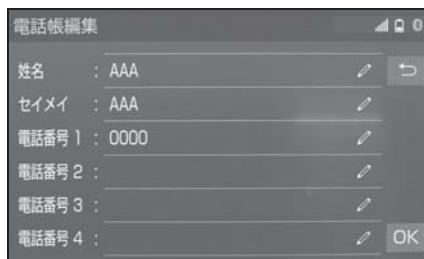 電話帳編集
姓名 : AAA
セイメイ : AAA
電話番号 1 : 0000
電話番号 2 :
電話番号 3 :
電話番号 4 :
OK